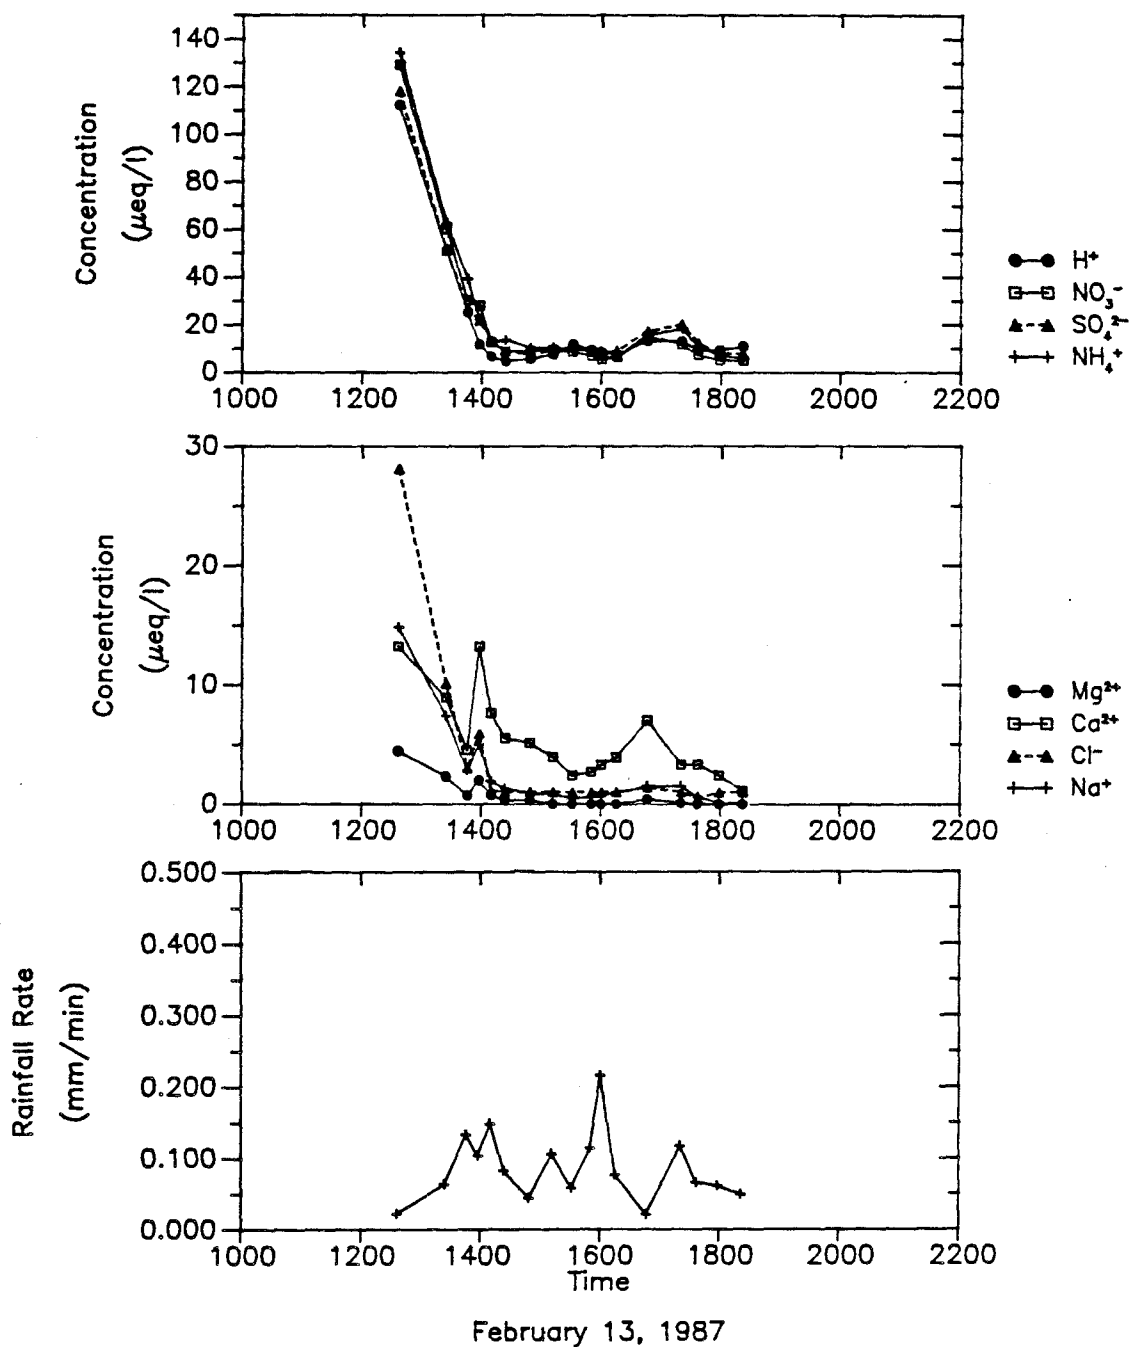 140
120
100
80
60
40
20
0
Concentration
(μeq/l)
1000 1200 1400 1600 1800 2000 2200
H⁺
NO₃⁻
SO₄²⁻
NH₄⁺
30
20
10
0
Concentration
(μeq/l)
1000 1200 1400 1600 1800 2000 2200
Mg²⁺
Ca²⁺
Cl⁻
Na⁺
0.500
0.400
0.300
0.200
0.100
0.000
Rainfall Rate
(mm/min)
1000 1200 1400 1600 1800 2000 2200
Time
February 13, 1987